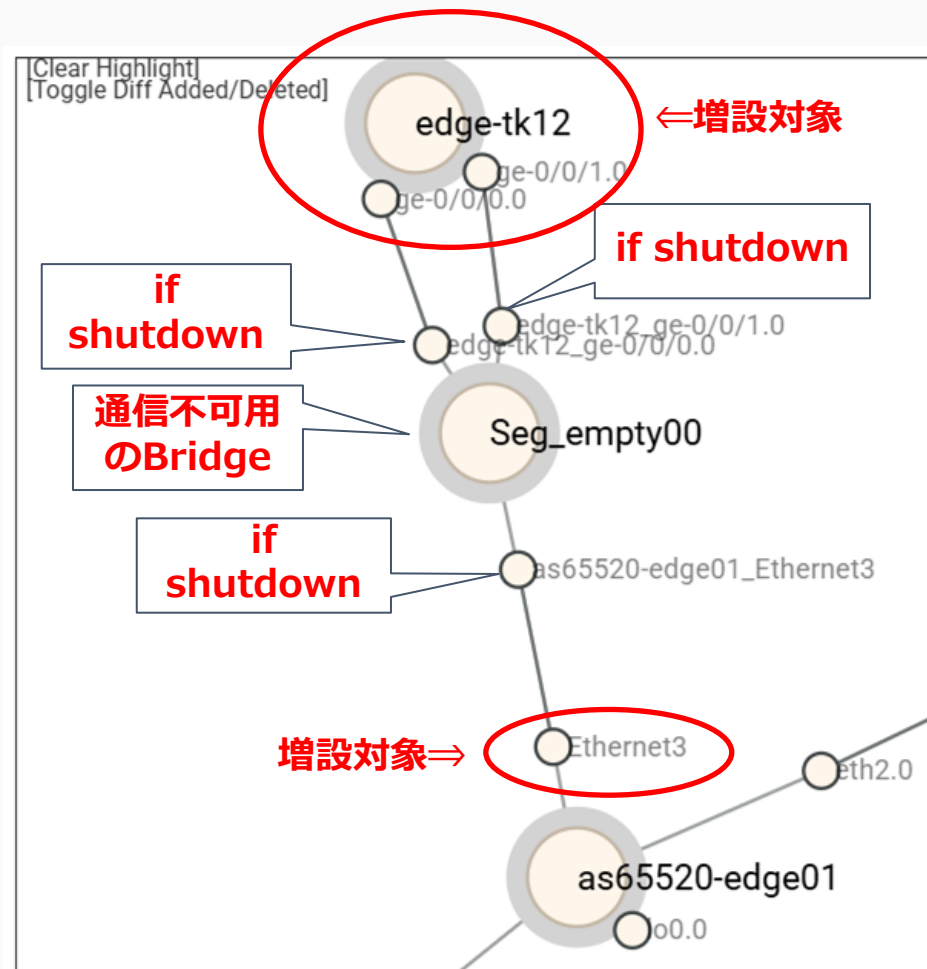 [Clear Highlight]
[Toggle Diff Added/Deleted]
edge-tk12
⇐増設対象
ge-0/0/1.0
ge-0/0/0.0
if shutdown
if
shutdown
edge-tk12_ge-0/0/1.0
edge-tk12_ge-0/0/0.0
通信不可用
のBridge
Seg_empty00
if
shutdown
as65520-edge01_Ethernet3
増設対象⇒
Ethernet3
eth2.0
as65520-edge01
lo0.0